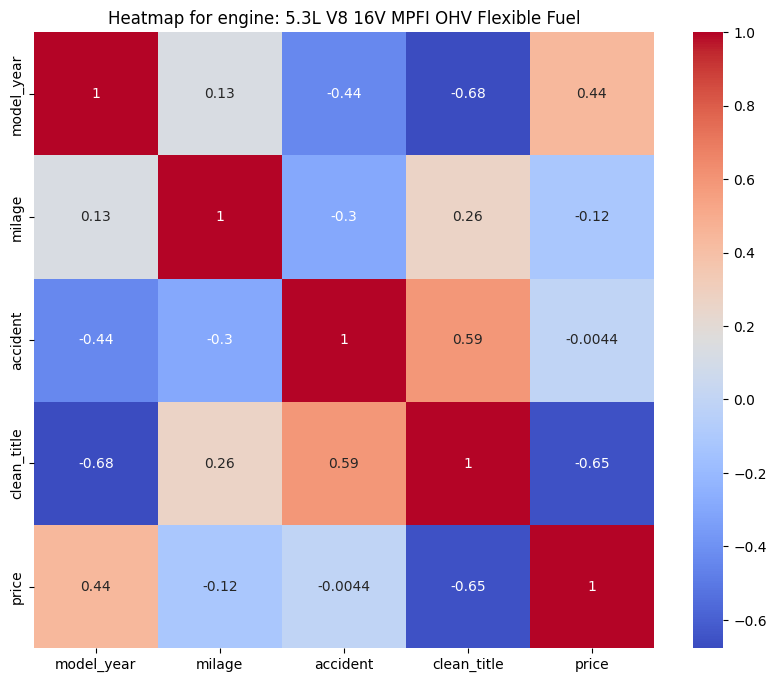 Heatmap for engine: 5.3L V8 16V MPFI OHV Flexible Fuel
model_year 1 0.13 -0.44 -0.68 0.44
milage 0.13 1 -0.3 0.26 -0.12
accident -0.44 -0.3 1 0.59 -0.0044
clean_title -0.68 0.26 0.59 1 -0.65
price 0.44 -0.12 -0.0044 -0.65 1
model_year milage accident clean_title price
1.0
0.8
0.6
0.4
0.2
0.0
−0.2
−0.4
−0.6